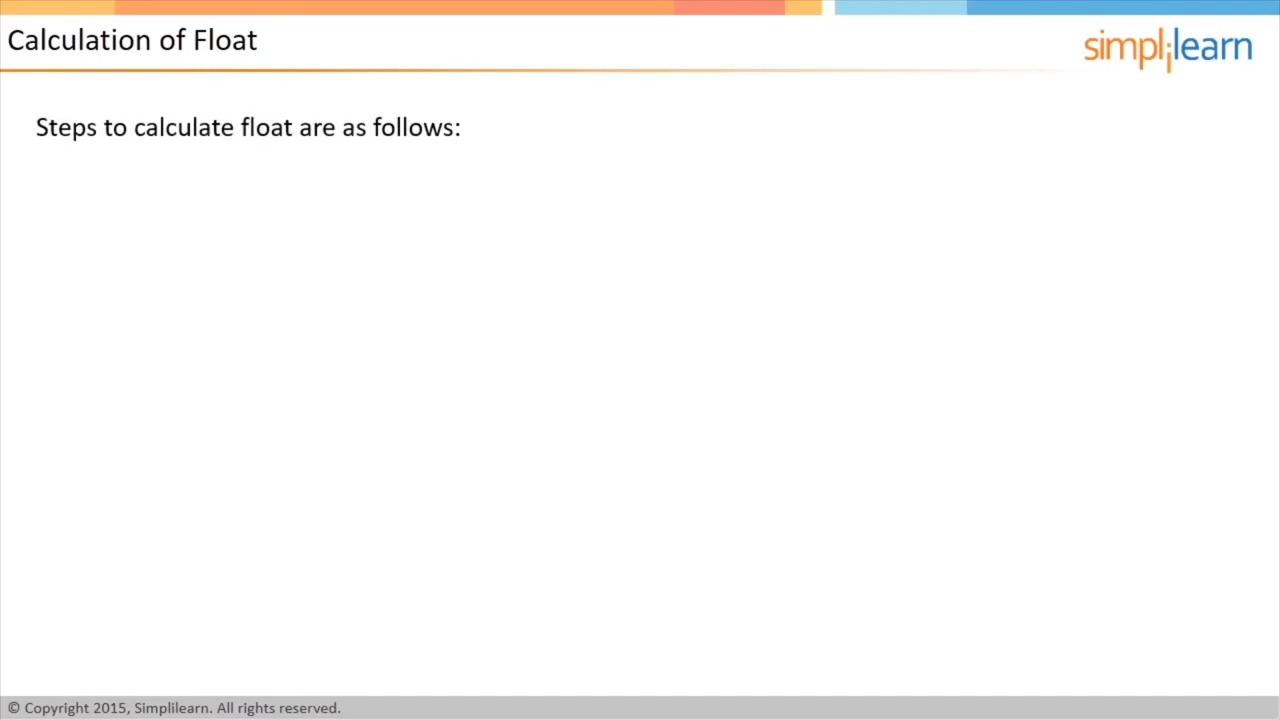 Calculation of Float
simplilearn
Steps to calculate float are as follows:
© Copyright 2015, Simplilearn. All rights reserved.